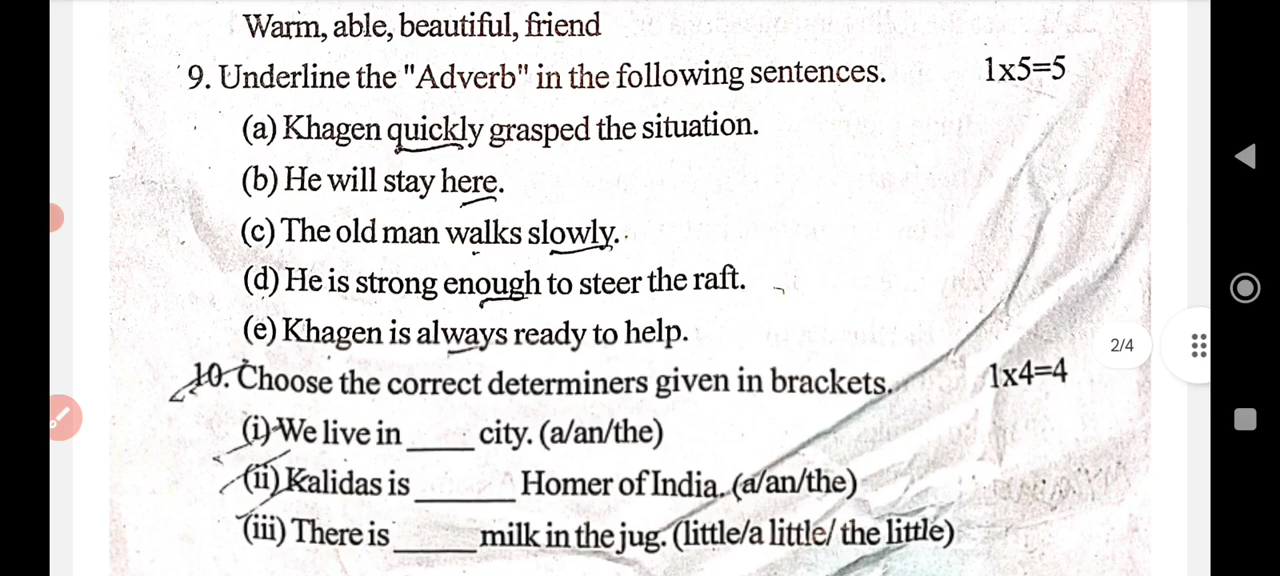 Warm, able, beautiful, friend
9. Underline the "Adverb" in the following sentences. 1x5=5
(a) Khagen quickly grasped the situation.
(b) He will stay here.
(c) The old man walks slowly.
(d) He is strong enough to steer the raft.
(e) Khagen is always ready to help.
10. Choose the correct determiners given in brackets. 1x4=4
(i) We live in ____ city. (a/an/the)
(ii) Kalidas is ______ Homer of India. (a/an/the)
(iii) There is _____ milk in the jug. (little/a little/ the little)
2/4